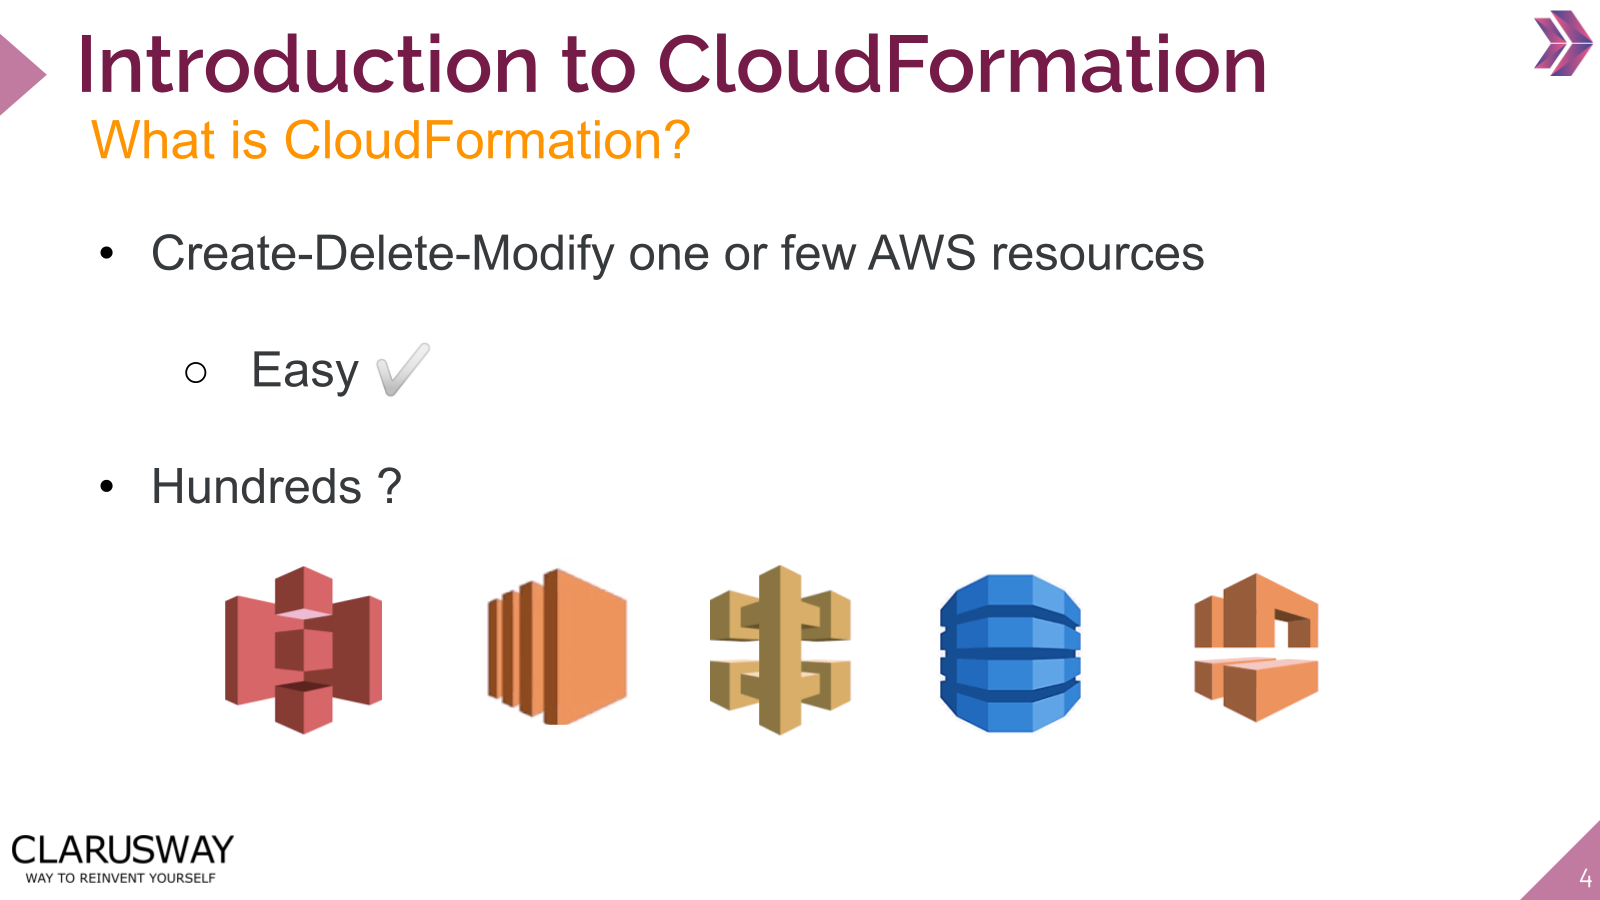 Introduction to CloudFormation
What is CloudFormation?
• Create-Delete-Modify one or few AWS resources
○ Easy ✔
• Hundreds ?
CLARUSWAY
WAY TO REINVENT YOURSELF
4